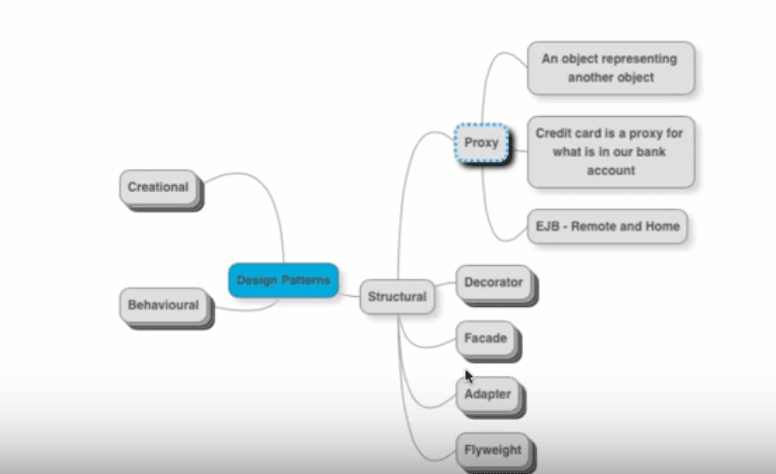 An object representing
another object
Proxy
Credit card is a proxy for
what is in our bank
account
Creational
EJB - Remote and Home
Design Patterns
Structural
Decorator
Behavioural
Facade
Adapter
Flyweight